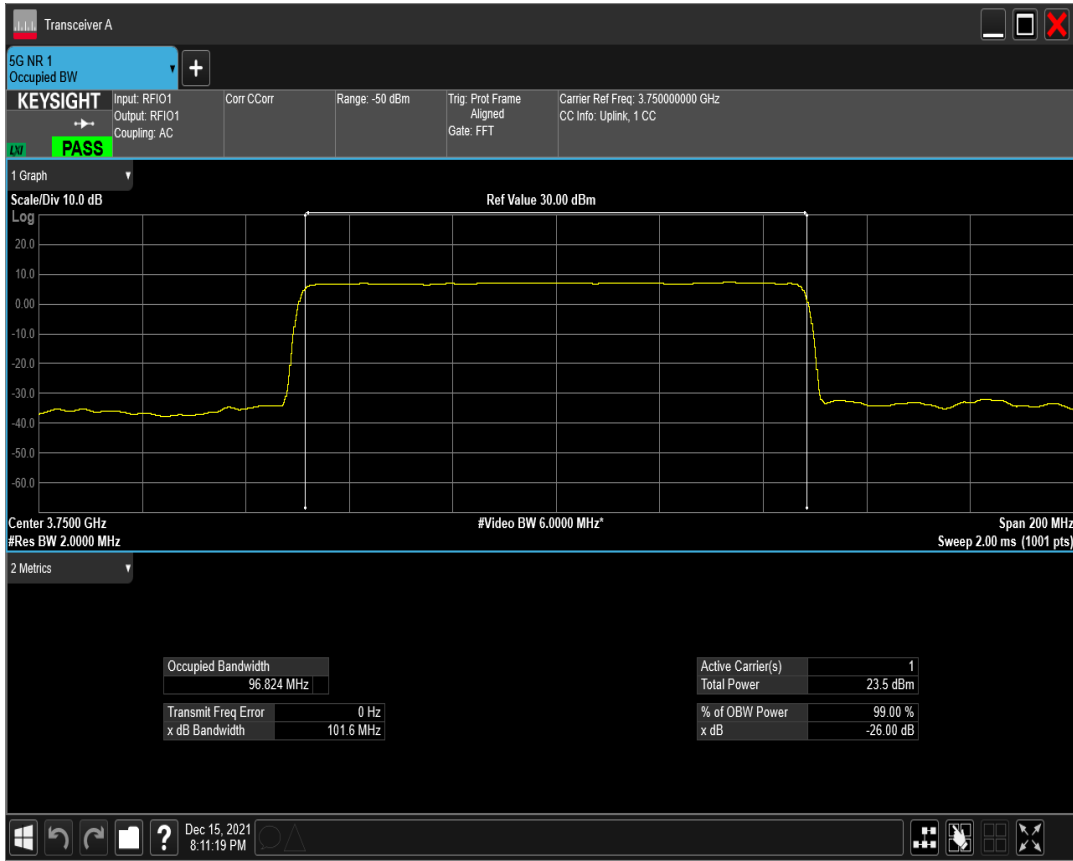 Transceiver A
5G NR 1
Occupied BW
KEYSIGHT
Input: RFIO1
Output: RFIO1
Coupling: AC
Corr CCorr
Range: -50 dBm
Trig: Prot Frame
Aligned
Gate: FFT
Carrier Ref Freq: 3.750000000 GHz
CC Info: Uplink, 1 CC
LXI
PASS
1 Graph
Scale/Div 10.0 dB
Ref Value 30.00 dBm
Log
20.0
10.0
0.00
-10.0
-20.0
-30.0
-40.0
-50.0
-60.0
Center 3.7500 GHz
#Video BW 6.0000 MHz*
Span 200 MHz
#Res BW 2.0000 MHz
Sweep 2.00 ms (1001 pts)
2 Metrics
Occupied Bandwidth
96.824 MHz
Transmit Freq Error 0 Hz
x dB Bandwidth 101.6 MHz
Active Carrier(s) 1
Total Power 23.5 dBm
% of OBW Power 99.00 %
x dB -26.00 dB
?
Dec 15, 2021
8:11:19 PM